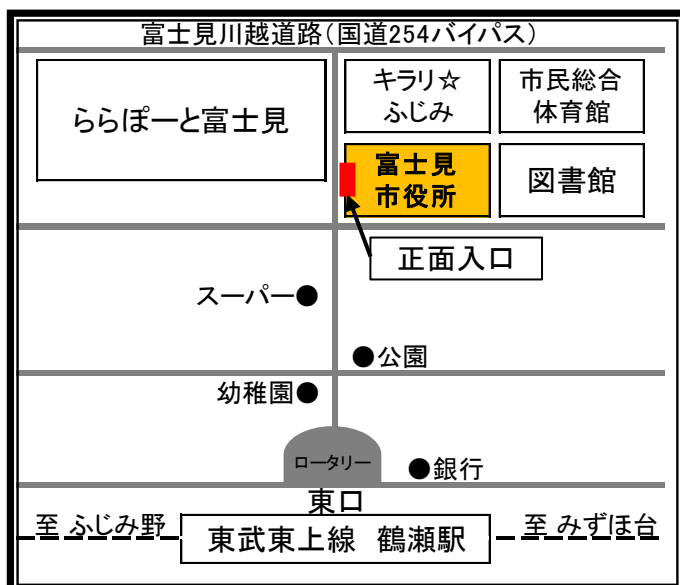 富士見川越道路(国道254バイパス)
ららぽーと富士見
キラリ☆
ふじみ
市民総合
体育館
富士見
市役所
図書館
正面入口
スーパー●
●公園
幼稚園●
ロータリー
●銀行
東口
至 ふじみ野
東武東上線 鶴瀬駅
至 みずほ台